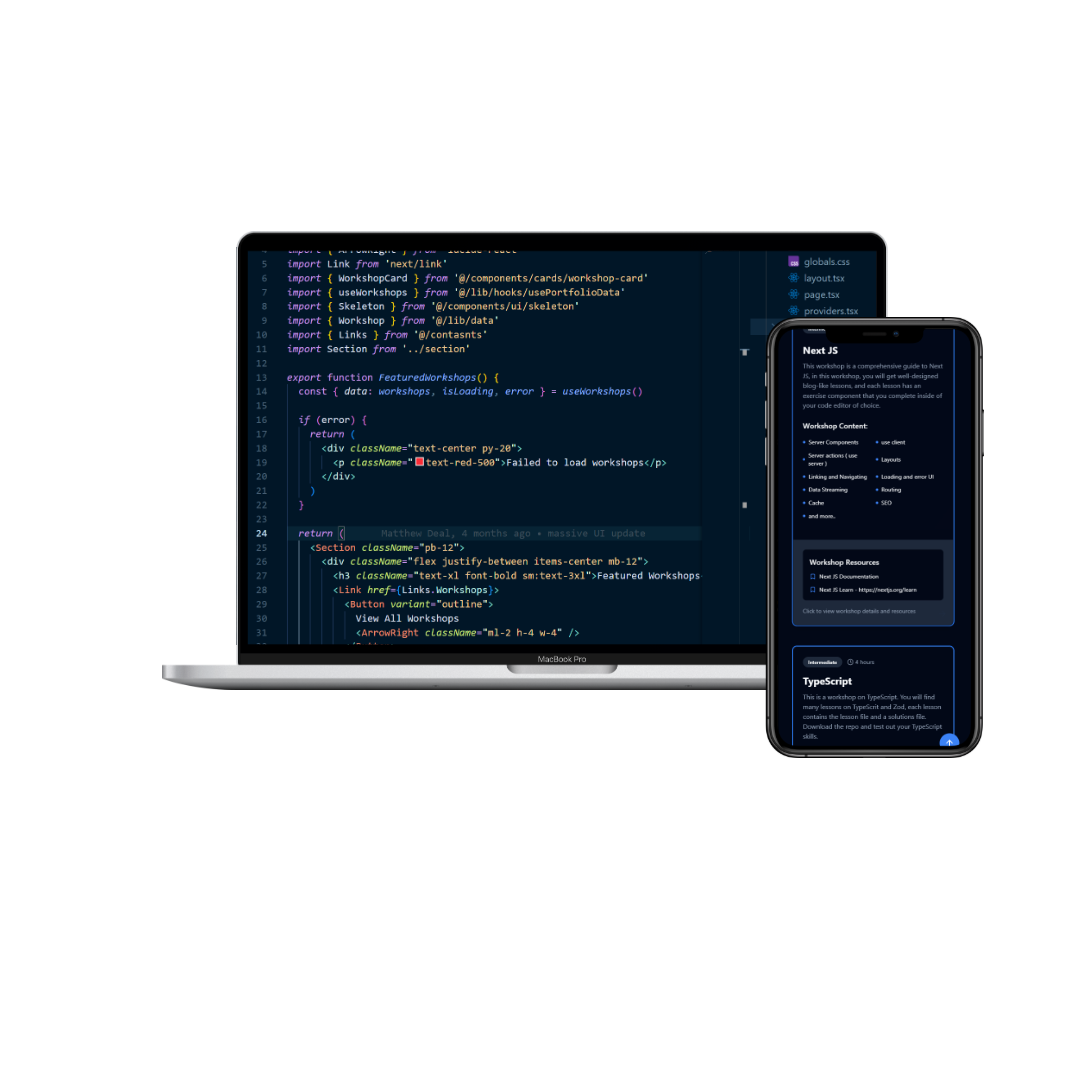 4 import { ArrowRight } from 'lucide-react'
5 import Link from 'next/link'
6 import { WorkshopCard } from '@/components/cards/workshop-card'
7 import { useWorkshops } from '@/lib/hooks/usePortfolioData'
8 import { Skeleton } from '@/components/ui/skeleton'
9 import { Workshop } from '@/lib/data'
10 import { Links } from '@/contasnts'
11 import Section from '../section'
12
13 export function FeaturedWorkshops() {
14 const { data: workshops, isLoading, error } = useWorkshops()
15
16 if (error) {
17 return (
18 <div className="text-center py-20">
19 <p className="text-red-500">Failed to load workshops</p>
20 </div>
21 )
22 }
23
24 return ( Matthew Deal, 4 months ago • massive UI update
25 <Section className="pb-12">
26 <div className="flex justify-between items-center mb-12">
27 <h3 className="text-xl font-bold sm:text-3xl">Featured Workshops
28 <Link href={Links.Workshops}>
29 <Button variant="outline">
30 View All Workshops
31 <ArrowRight className="ml-2 h-4 w-4" />
globals.css
layout.tsx
page.tsx
providers.tsx
MacBook Pro
Next JS
This workshop is a comprehensive guide to Next
JS, in this workshop, you will get well-designed
blog-like lessons, and each lesson has an
exercise component that you complete inside of
your code editor of choice.
Workshop Content:
• Server Components
• use client
• Server actions ( use
server )
• Layouts
• Linking and Navigating
• Loading and error UI
• Data Streaming
• Routing
• Cache
• SEO
• and more..
Workshop Resources
Next JS Documentation
Next JS Learn - https://nextjs.org/learn
Click to view workshop details and resources
Intermediate 4 hours
TypeScript
This is a workshop on TypeScript. You will find
many lessons on TypeScrit and Zod, each lesson
contains the lesson file and a solutions file.
Download the repo and test out your TypeScript
skills.